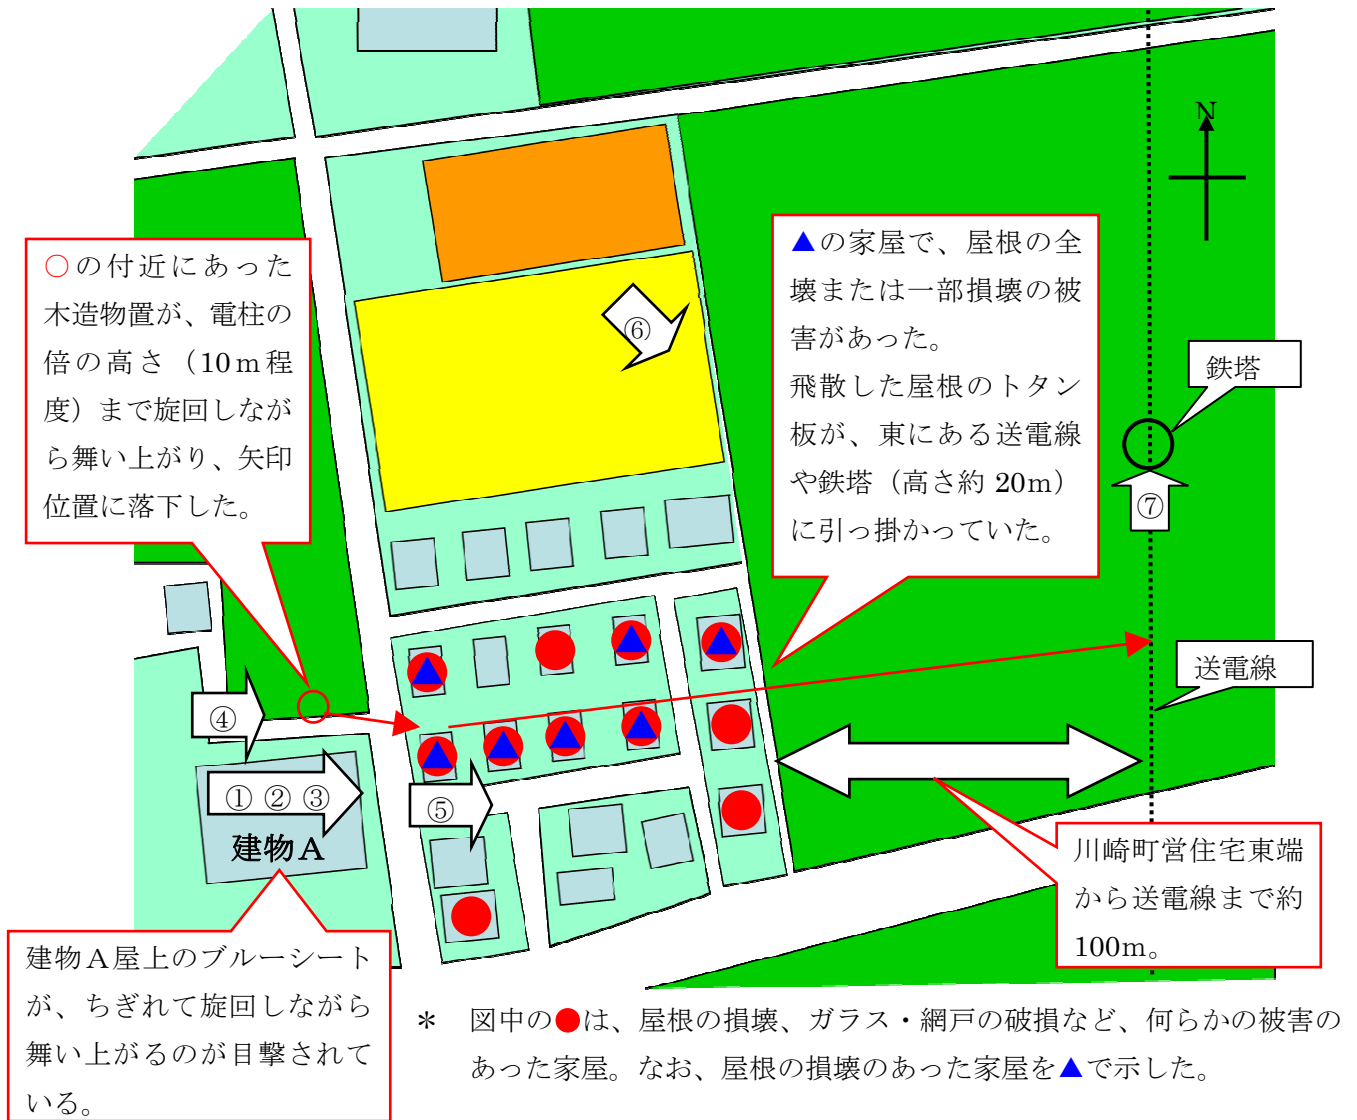 N
○の付近にあった
木造物置が、電柱の
倍の高さ（10m程
度）まで旋回しなが
ら舞い上がり、矢印
位置に落下した。
▲の家屋で、屋根の全
壊または一部損壊の被
害があった。
飛散した屋根のトタン
板が、東にある送電線
や鉄塔（高さ約 20m）
に引っ掛かっていた。
⑥
鉄塔
⑦
送電線
④
① ② ③
⑤
建物A
川崎町営住宅東端
から送電線まで約
100m。
建物A屋上のブルーシート
が、ちぎれて旋回しながら
舞い上がるのが目撃されて
いる。
＊ 図中の●は、屋根の損壊、ガラス・網戸の破損など、何らかの被害の
あった家屋。なお、屋根の損壊のあった家屋を▲で示した。